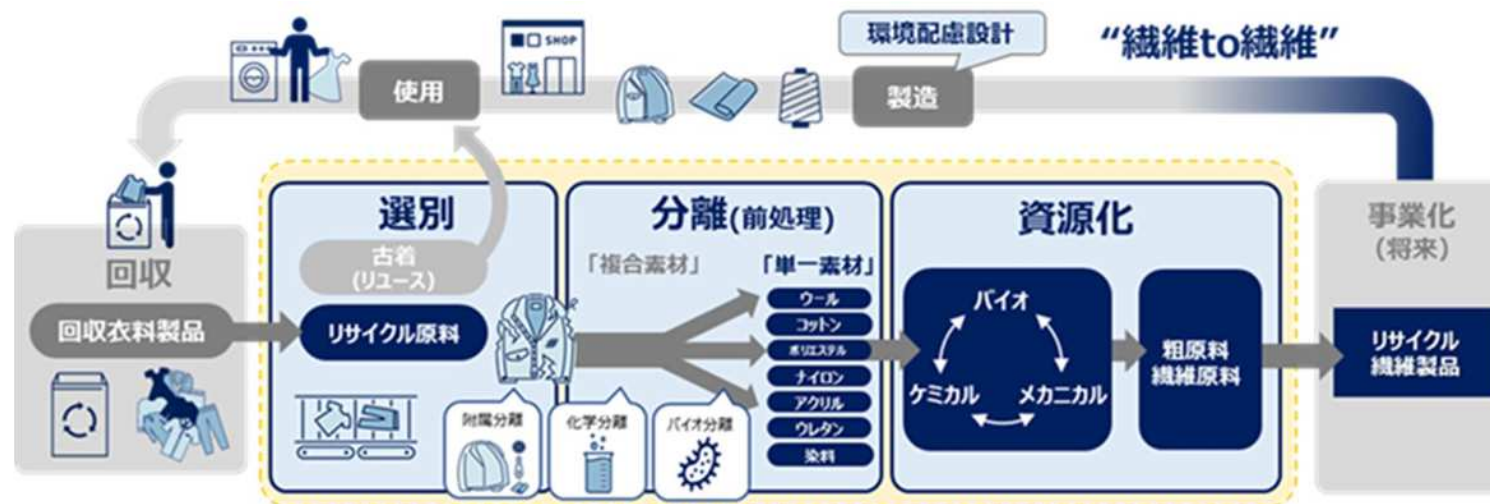 SHOP
環境配慮設計
“繊維to繊維”
使用
製造
選別
分離(前処理)
資源化
事業化
(将来)
回収
古着
(リユース)
「複合素材」
「単一素材」
回収衣料製品
リサイクル原料
ウール
コットン
ポリエステル
ナイロン
アクリル
ウレタン
染料
バイオ
ケミカル
メカニカル
粗原料
繊維原料
リサイクル
繊維製品
附属分離
化学分離
バイオ分離